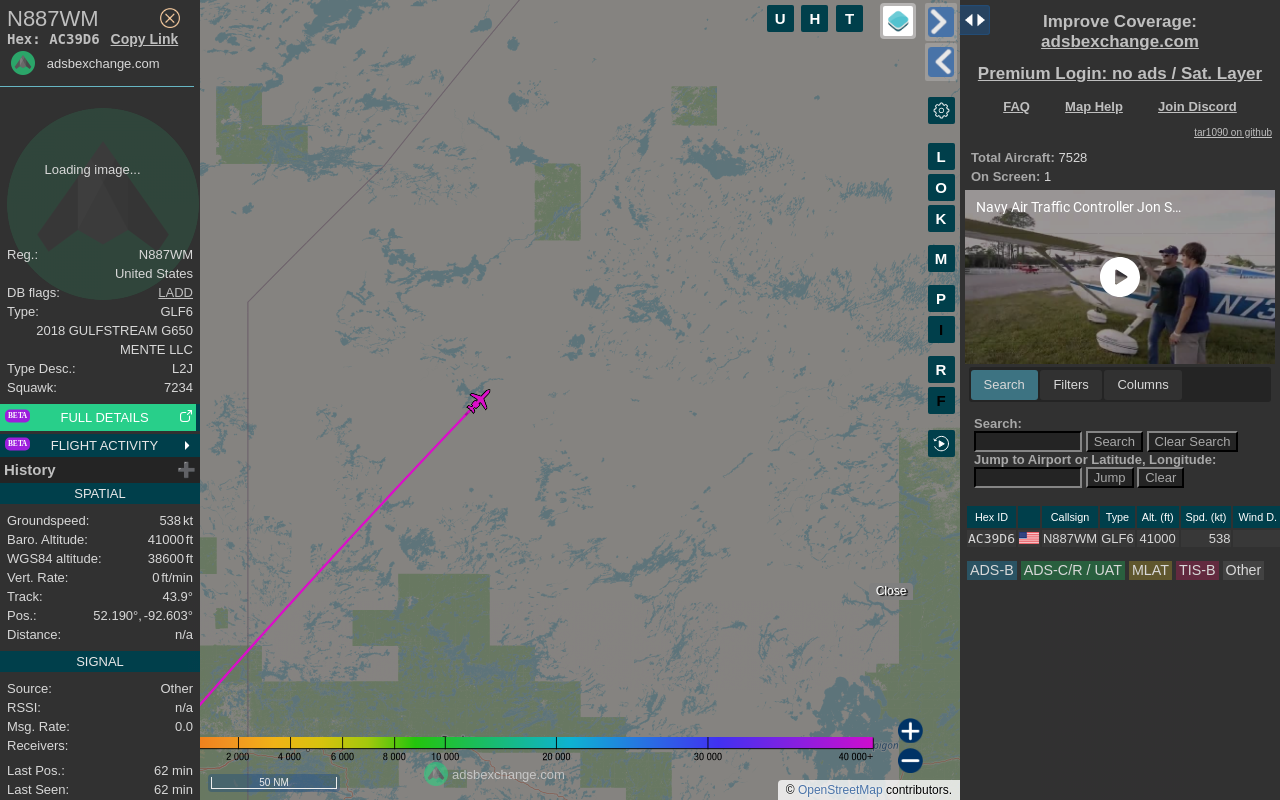 N887WM
Hex: AC39D6 Copy Link
adsbexchange.com
Loading image...
Reg.: N887WM
United States
DB flags: LADD
Type: GLF6
2018 GULFSTREAM G650
MENTE LLC
Type Desc.: L2J
Squawk: 7234
BETA FULL DETAILS
BETA FLIGHT ACTIVITY
History
SPATIAL
Groundspeed: 538 kt
Baro. Altitude: 41000 ft
WGS84 altitude: 38600 ft
Vert. Rate: 0 ft/min
Track: 43.9°
Pos.: 52.190°, -92.603°
Distance: n/a
SIGNAL
Source: Other
RSSI: n/a
Msg. Rate: 0.0
Receivers:
Last Pos.: 62 min
Last Seen: 62 min
U H T
L
O
K
M
P
I
R
F
Close
2 000 4 000 6 000 8 000 10 000 20 000 30 000 40 000+
adsbexchange.com
50 NM
© OpenStreetMap contributors.
Improve Coverage:
adsbexchange.com
Premium Login: no ads / Sat. Layer
FAQ Map Help Join Discord
tar1090 on github
Total Aircraft: 7528
On Screen: 1
Navy Air Traffic Controller Jon S...
N73
Search Filters Columns
Search:
Search Clear Search
Jump to Airport or Latitude, Longitude:
Jump Clear
Hex ID Callsign Type Alt. (ft) Spd. (kt) Wind D.
AC39D6 N887WM GLF6 41000 538
ADS-B ADS-C/R / UAT MLAT TIS-B Other